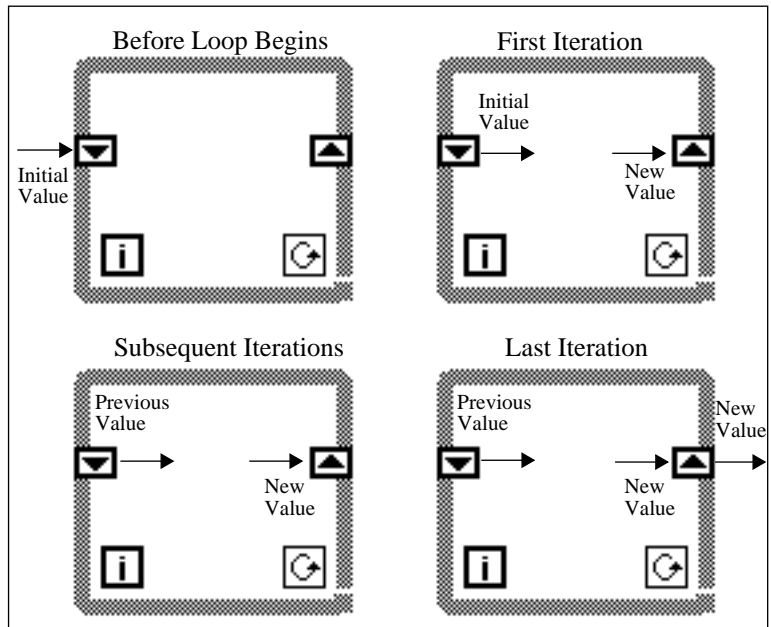 Before Loop Begins
Initial
Value
i
First Iteration
Initial
Value
New
Value
i
Subsequent Iterations
Previous
Value
New
Value
i
Last Iteration
Previous
Value
New
Value
New
Value
i